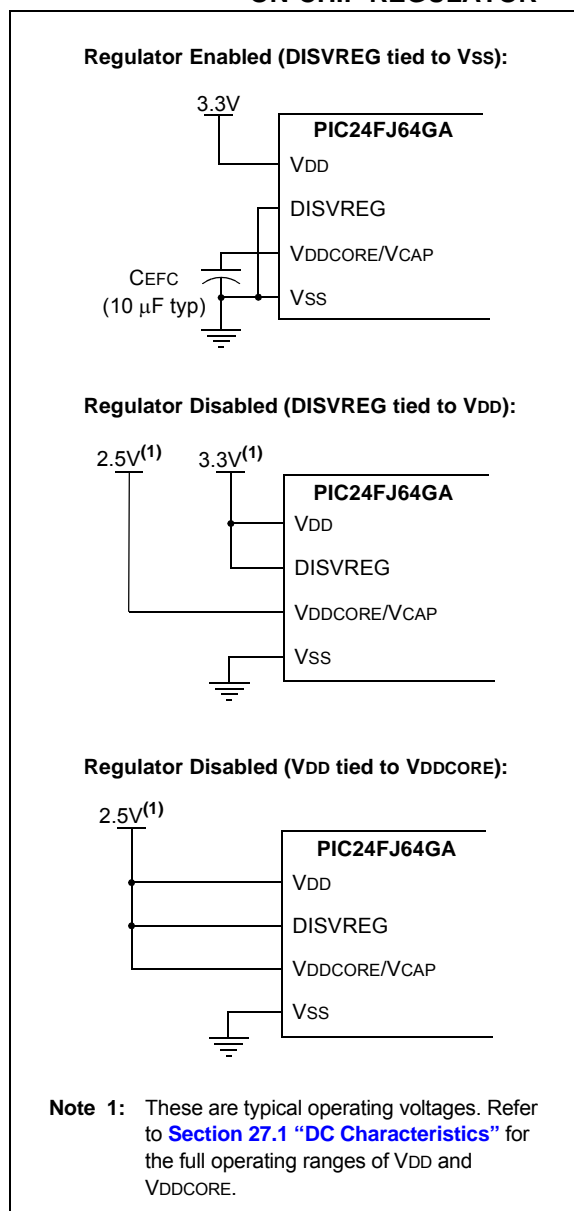 ON-CHIP REGULATOR
Regulator Enabled (DISVREG tied to VSS):
3.3V
PIC24FJ64GA
VDD
DISVREG
VDDCORE/VCAP
CEFC
(10 μF typ)
VSS
Regulator Disabled (DISVREG tied to VDD):
2.5V(1) 3.3V(1)
PIC24FJ64GA
VDD
DISVREG
VDDCORE/VCAP
VSS
Regulator Disabled (VDD tied to VDDCORE):
2.5V(1)
PIC24FJ64GA
VDD
DISVREG
VDDCORE/VCAP
VSS
Note 1: These are typical operating voltages. Refer
to Section 27.1 “DC Characteristics” for
the full operating ranges of VDD and
VDDCORE.